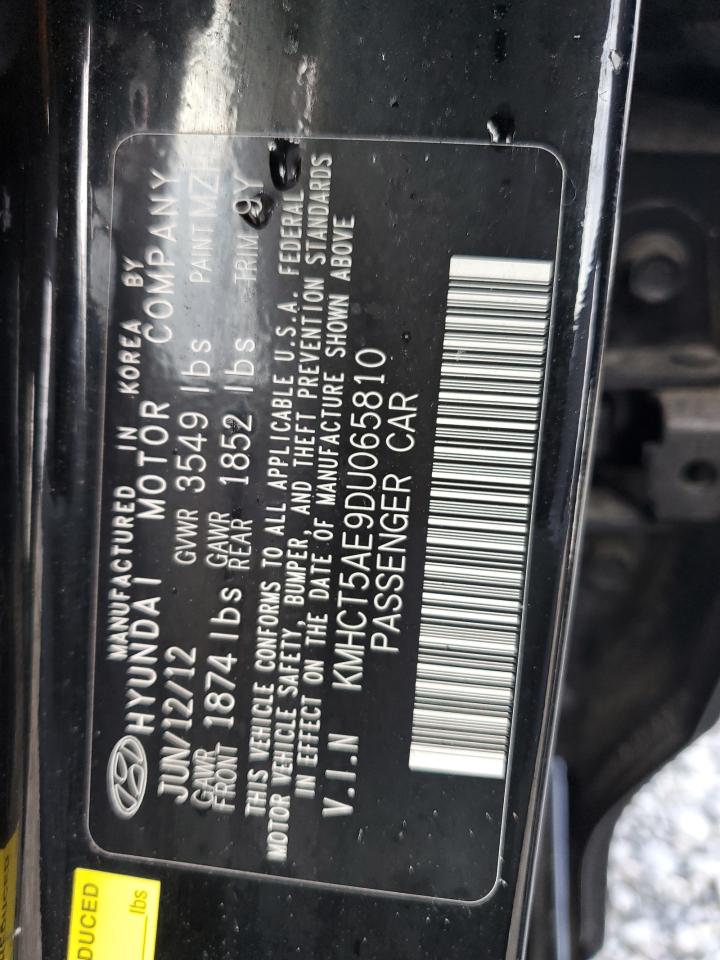 MANUFACTURED IN KOREA BY
HYUNDAI MOTOR COMPANY
JUN/12/12 GVWR 3549 lbs PAINT MZ
GAWR FRONT 1874 lbs GAWR REAR 1852 lbs TRIM 9Y
THIS VEHICLE CONFORMS TO ALL APPLICABLE U.S.A. FEDERAL
MOTOR VEHICLE SAFETY, BUMPER, AND THEFT PREVENTION STANDARDS
IN EFFECT ON THE DATE OF MANUFACTURE SHOWN ABOVE
V.I.N KMHCT5AE9DU065810
PASSENGER CAR
DUCED
lbs